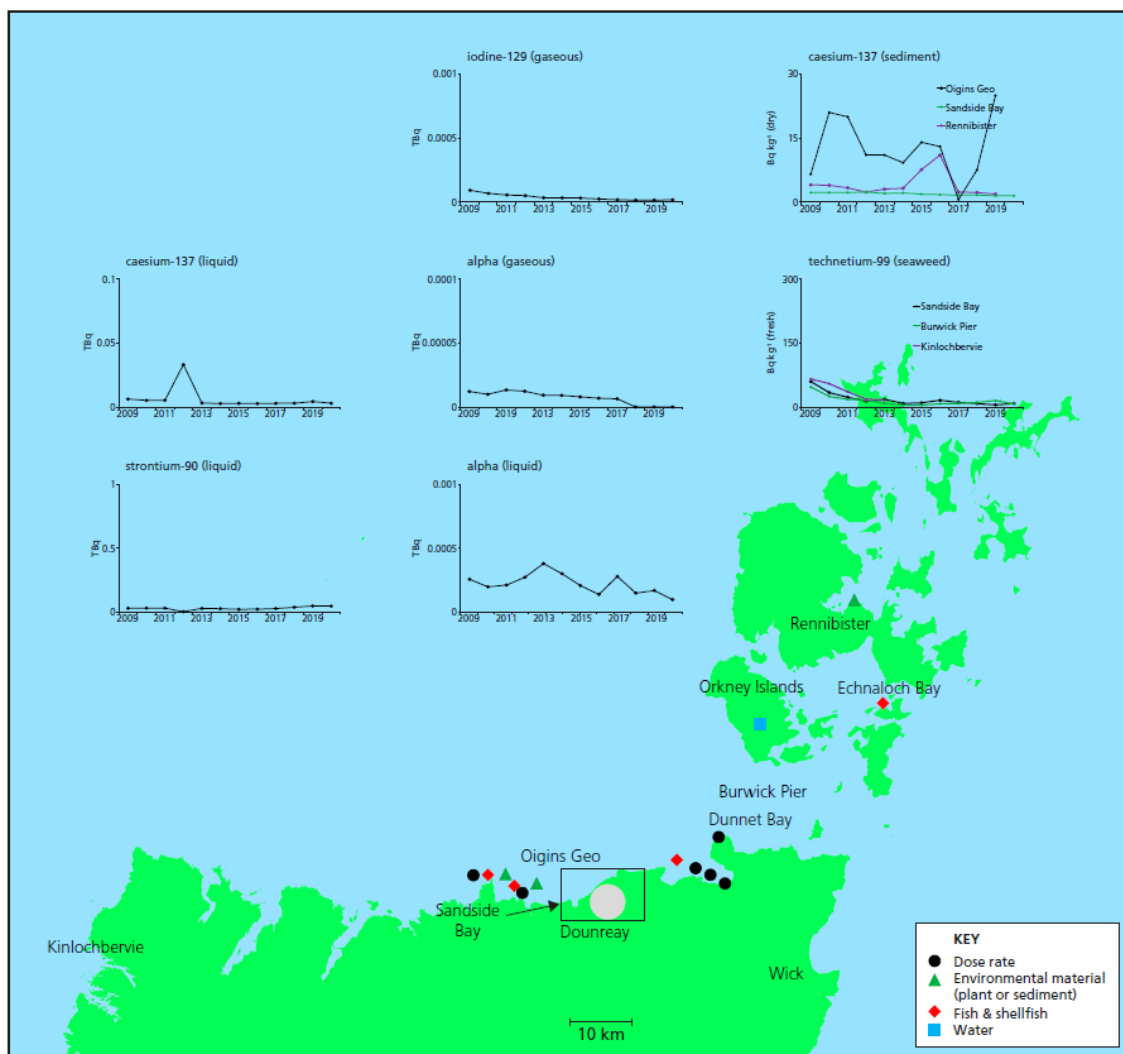 iodine-129 (gaseous)
0.001
TBq
0.0005
0
2009 2011 2013 2015 2017 2019
caesium-137 (sediment)
30
Bq kg⁻¹ (dry)
15
0
Oigins Geo
Sandside Bay
Rennibister
2009 2011 2013 2015 2017 2019
caesium-137 (liquid)
0.1
TBq
0.05
0
2009 2011 2013 2015 2017 2019
alpha (gaseous)
0.0001
TBq
0.00005
0
2009 2011 2013 2015 2017 2019
technetium-99 (seaweed)
300
Bq kg⁻¹ (fresh)
150
0
Sandside Bay
Burwick Pier
Kinlochbervie
2009 2011 2013 2015 2017 2019
strontium-90 (liquid)
1
TBq
0.5
0
2009 2011 2013 2015 2017 2019
alpha (liquid)
0.001
TBq
0.0005
0
2009 2011 2013 2015 2017 2019
Rennibister
Orkney Islands
Echnaloch Bay
Burwick Pier
Dunnet Bay
Oigins Geo
Sandside
Bay
Dounreay
Kinlochbervie
Wick
10 km
KEY
Dose rate
Environmental material
(plant or sediment)
Fish & shellfish
Water